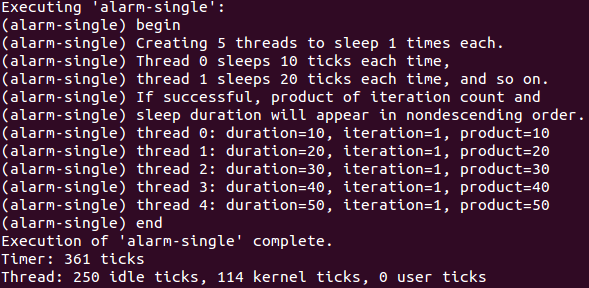 Executing 'alarm-single':
(alarm-single) begin
(alarm-single) Creating 5 threads to sleep 1 times each.
(alarm-single) Thread 0 sleeps 10 ticks each time,
(alarm-single) thread 1 sleeps 20 ticks each time, and so on.
(alarm-single) If successful, product of iteration count and
(alarm-single) sleep duration will appear in nondescending order.
(alarm-single) thread 0: duration=10, iteration=1, product=10
(alarm-single) thread 1: duration=20, iteration=1, product=20
(alarm-single) thread 2: duration=30, iteration=1, product=30
(alarm-single) thread 3: duration=40, iteration=1, product=40
(alarm-single) thread 4: duration=50, iteration=1, product=50
(alarm-single) end
Execution of 'alarm-single' complete.
Timer: 361 ticks
Thread: 250 idle ticks, 114 kernel ticks, 0 user ticks